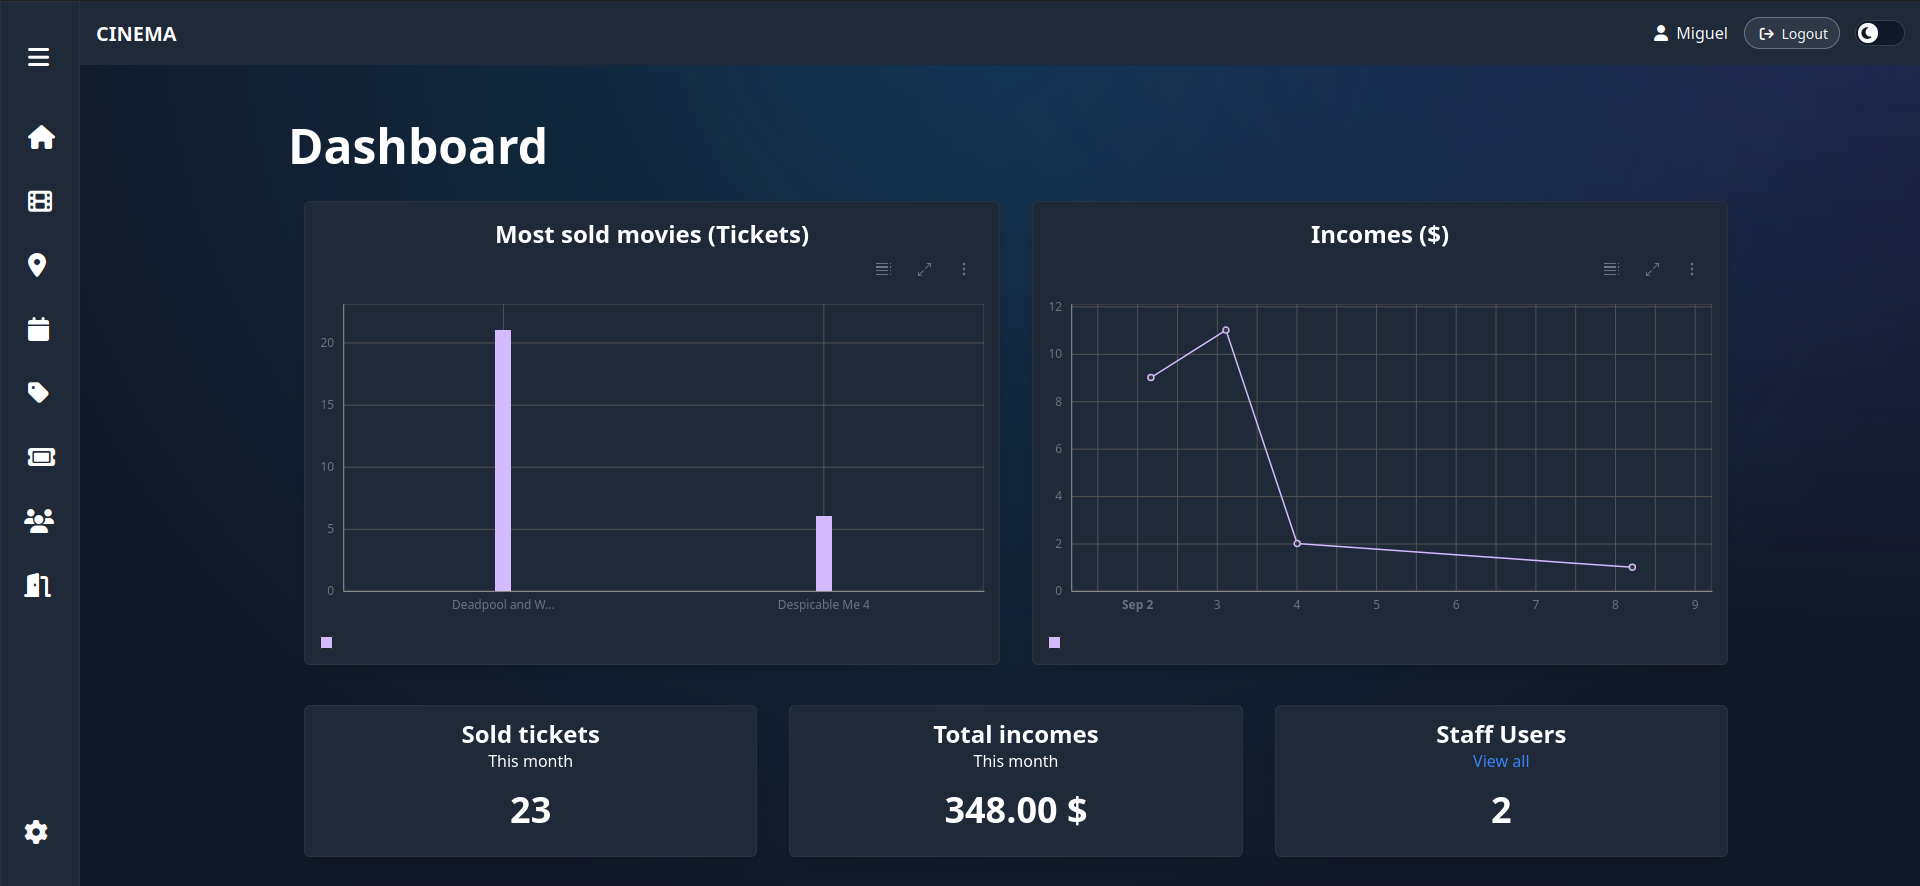 CINEMA
Miguel
Logout
Dashboard
Most sold movies (Tickets)
20
15
10
5
0
Deadpool and W...
Despicable Me 4
Incomes ($)
12
10
8
6
4
2
0
Sep 2 3 4 5 6 7 8 9
Sold tickets
This month
23
Total incomes
This month
348.00 $
Staff Users
View all
2